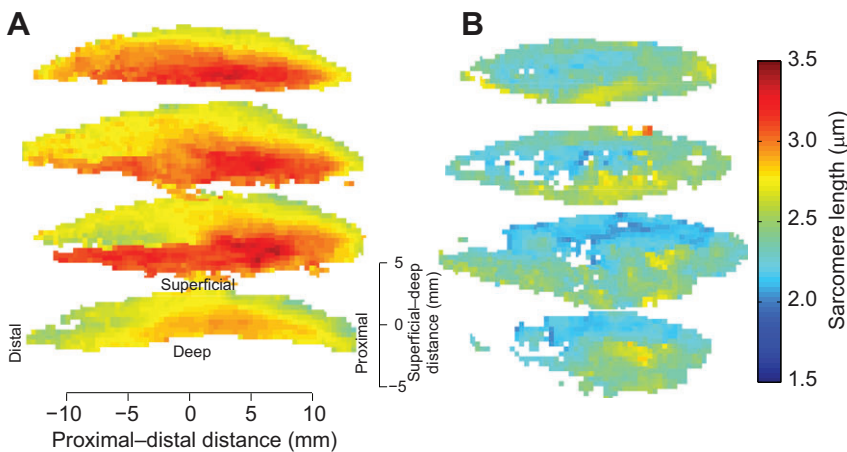 A
B
3.5
3.0
2.5
2.0
1.5
Sarcomere length (μm)
Superficial
Deep
Distal
Proximal
5
0
−5
Superficial–deep
distance (mm)
−10 −5 0 5 10
Proximal–distal distance (mm)